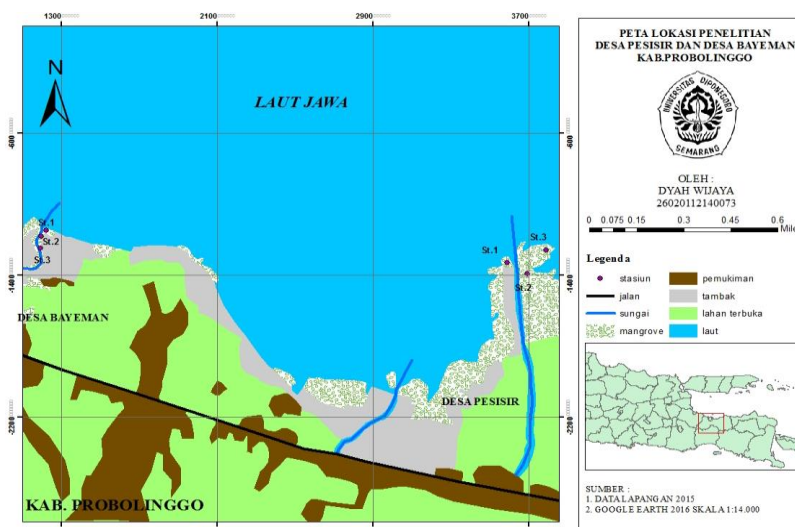 1300
2100
2900
3700
N
LAUT JAWA
-600
-600
St.1
St.2
St.3
St.1
St.3
St.2
-1400
-1400
DESA BAYEMAN
DESA PESISIR
-2200
-2200
KAB. PROBOLINGGO
PETA LOKASI PENELITIAN
DESA PESISIR DAN DESA BAYEMAN
KAB.PROBOLINGGO
UNIVERSITAS DIPONEGORO
SEMARANG
OLEH :
DYAH WIJAYA
26020112140073
0 0.075 0.15 0.3 0.45 0.6
Mile
Legenda
stasiun
jalan
sungai
mangrove
pemukiman
tambak
lahan terbuka
laut
SUMBER :
1. DATA LAPANGAN 2015
2. GOOGLE EARTH 2016 SKALA 1:14.000